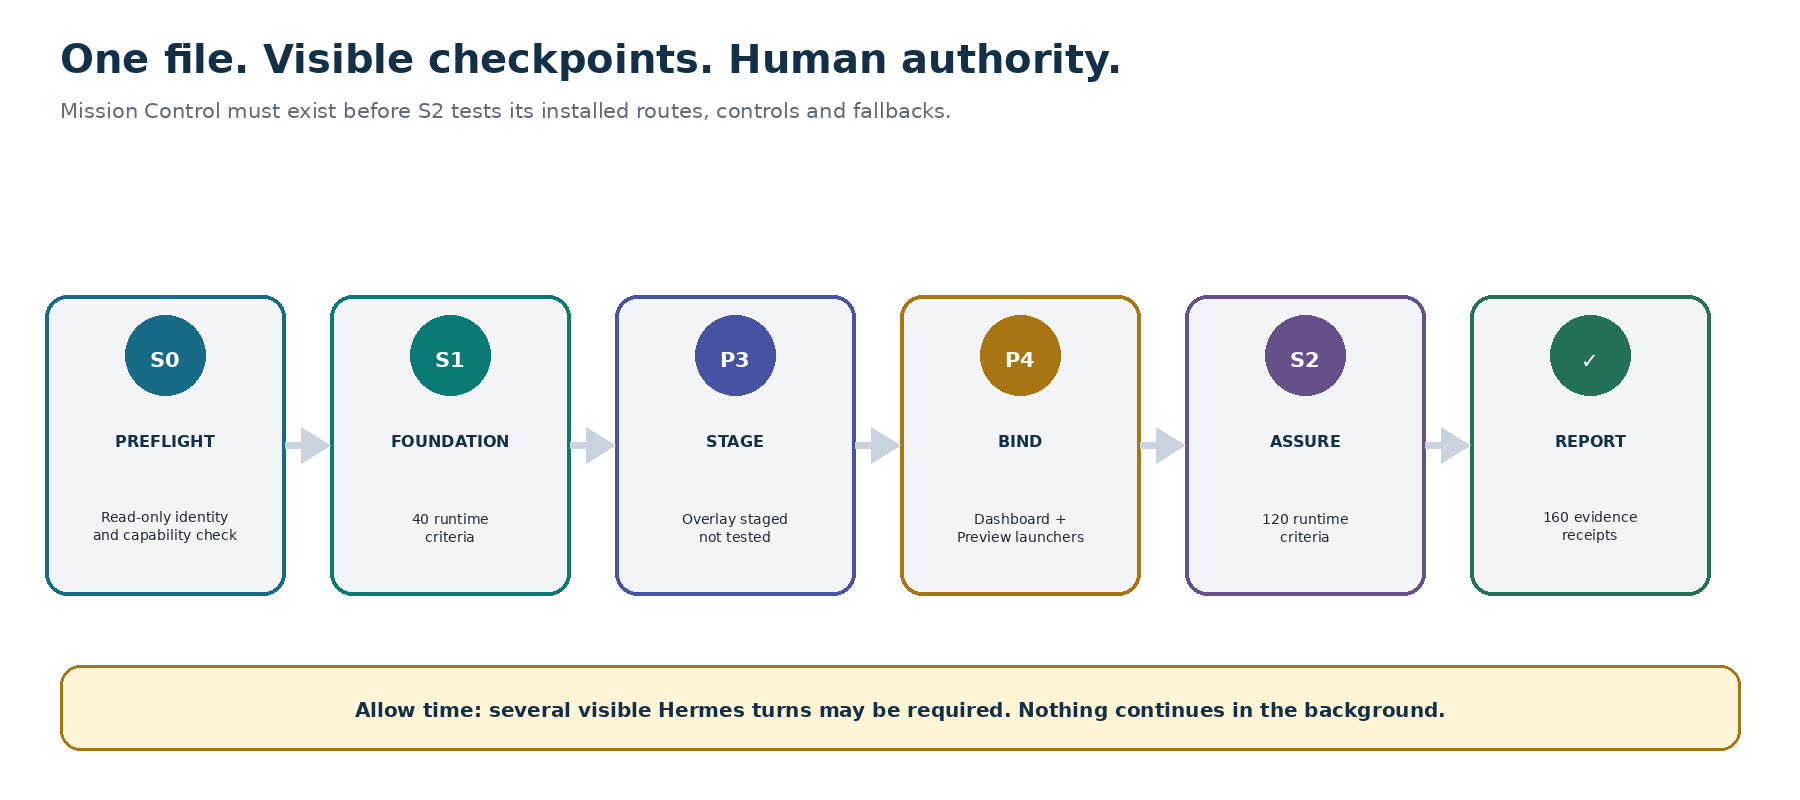 One file. Visible checkpoints. Human authority.
Mission Control must exist before S2 tests its installed routes, controls and fallbacks.
S0
PREFLIGHT
Read-only identity
and capability check
S1
FOUNDATION
40 runtime
criteria
P3
STAGE
Overlay staged
not tested
P4
BIND
Dashboard +
Preview launchers
S2
ASSURE
120 runtime
criteria
✓
REPORT
160 evidence
receipts
Allow time: several visible Hermes turns may be required. Nothing continues in the background.